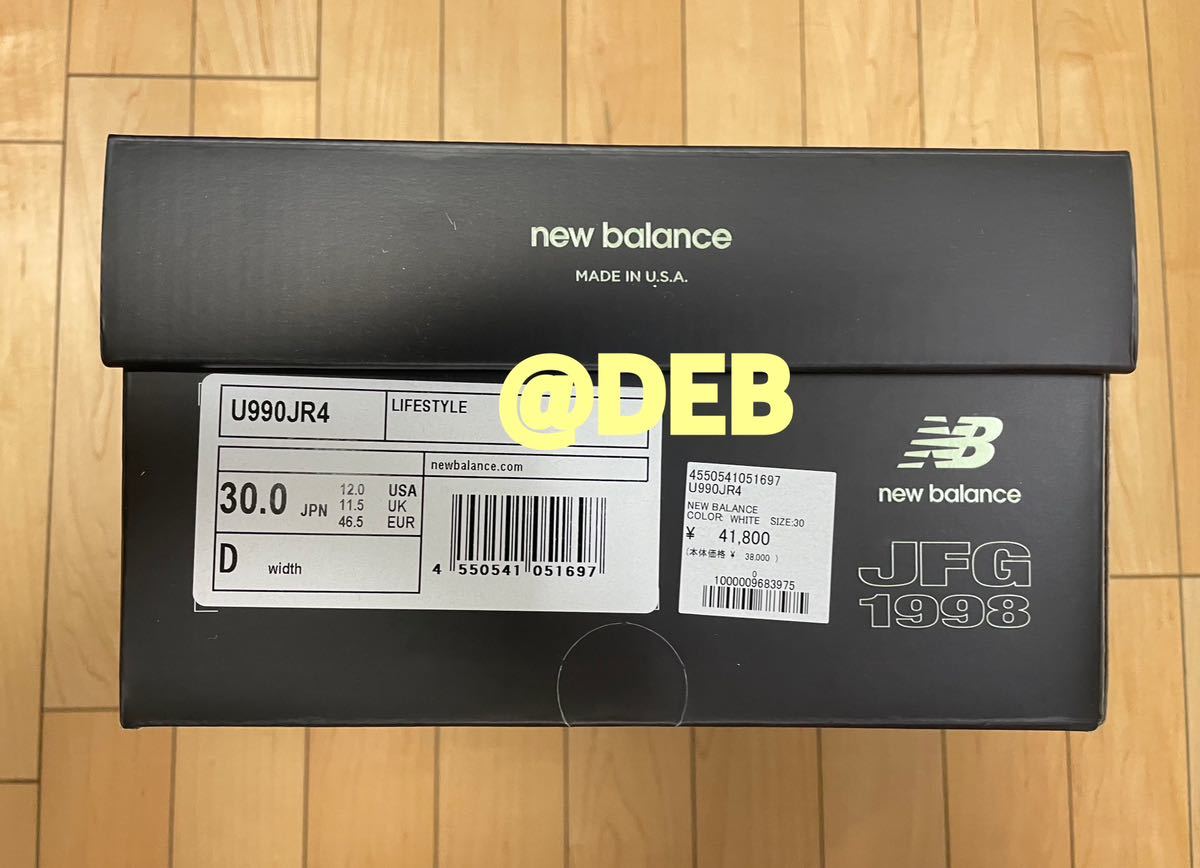 new balance
MADE IN U.S.A.
@DEB
U990JR4
LIFESTYLE
newbalance.com
30.0 JPN
12.0 USA
11.5 UK
46.5 EUR
D width
4 550541 051697
4550541051697
U990JR4
NEW BALANCE
COLOR: WHITE SIZE:30
¥ 41,800
(本体価格 ¥ 38,000 )
0
1000009683975
NB
new balance
JFG
1998